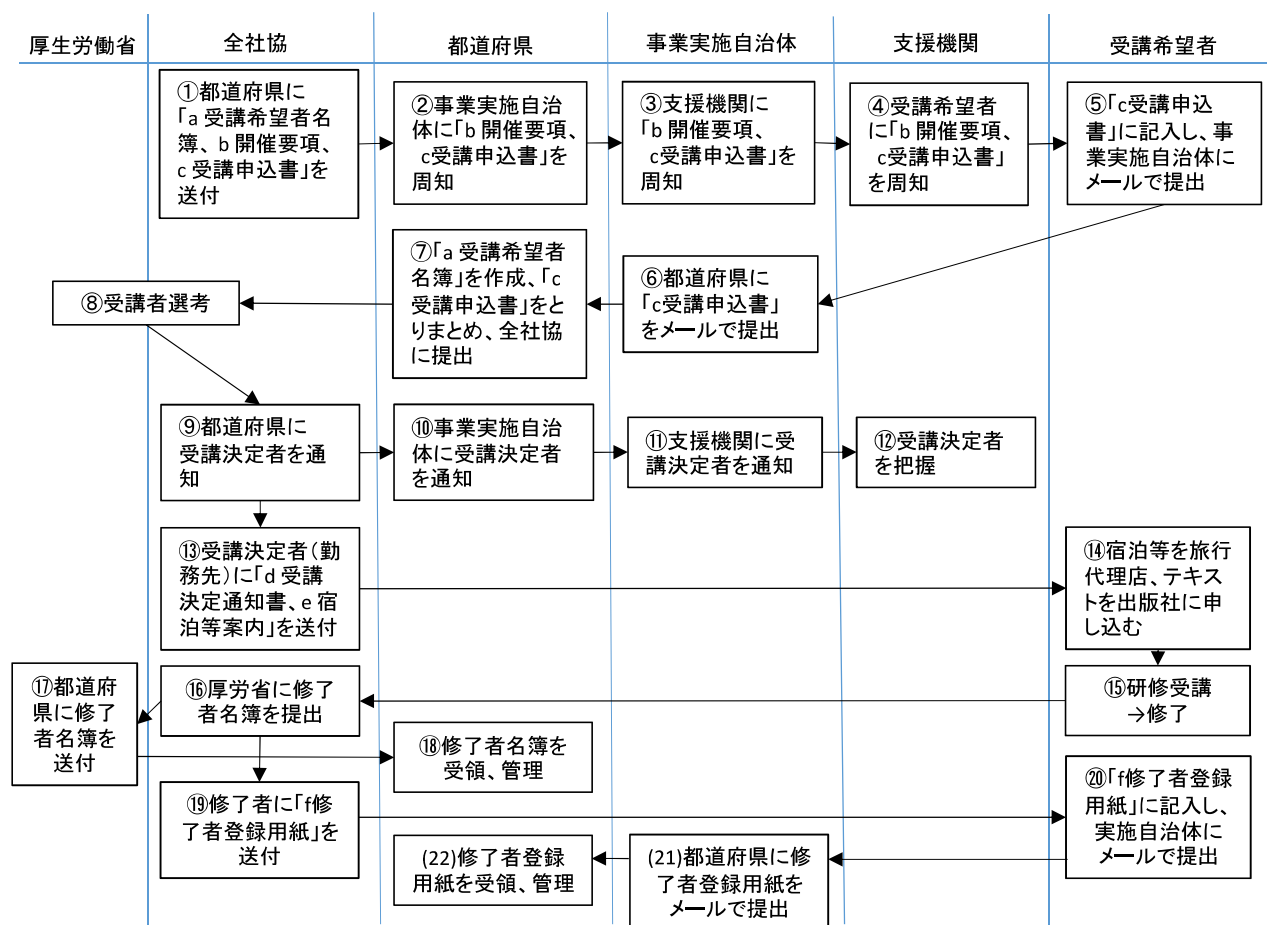 厚生労働省
全社協
都道府県
事業実施自治体
支援機関
受講希望者
①都道府県に
「a 受講希望者名
簿、b 開催要項、
c 受講申込書」を
送付
②事業実施自治
体に「b 開催要項、
c受講申込書」を
周知
③支援機関に
「b 開催要項、
c受講申込書」を
周知
④受講希望者
に「b 開催要項、
c受講申込書」
を周知
⑤「c受講申込
書」に記入し、事
業実施自治体に
メールで提出
⑥都道府県に
「c受講申込書」
をメールで提出
⑦「a 受講希望者
名簿」を作成、「c
受講申込書」をと
りまとめ、全社協
に提出
⑧受講者選考
⑨都道府県に
受講決定者を通
知
⑩事業実施自治
体に受講決定者
を通知
⑪支援機関に受
講決定者を通知
⑫受講決定者
を把握
⑬受講決定者（勤
務先）に「d 受講
決定通知書、e 宿
泊等案内」を送付
⑭宿泊等を旅行
代理店、テキス
トを出版社に申
し込む
⑮研修受講
→修了
⑯厚労省に修了
者名簿を提出
⑰都道府
県に修了
者名簿を
送付
⑱修了者名簿を
受領、管理
⑲修了者に「f修
了者登録用紙」を
送付
⑳「f修了者登録
用紙」に記入し、
実施自治体に
メールで提出
(21)都道府県に修
了者登録用紙を
メールで提出
(22)修了者登録
用紙を受領、管理